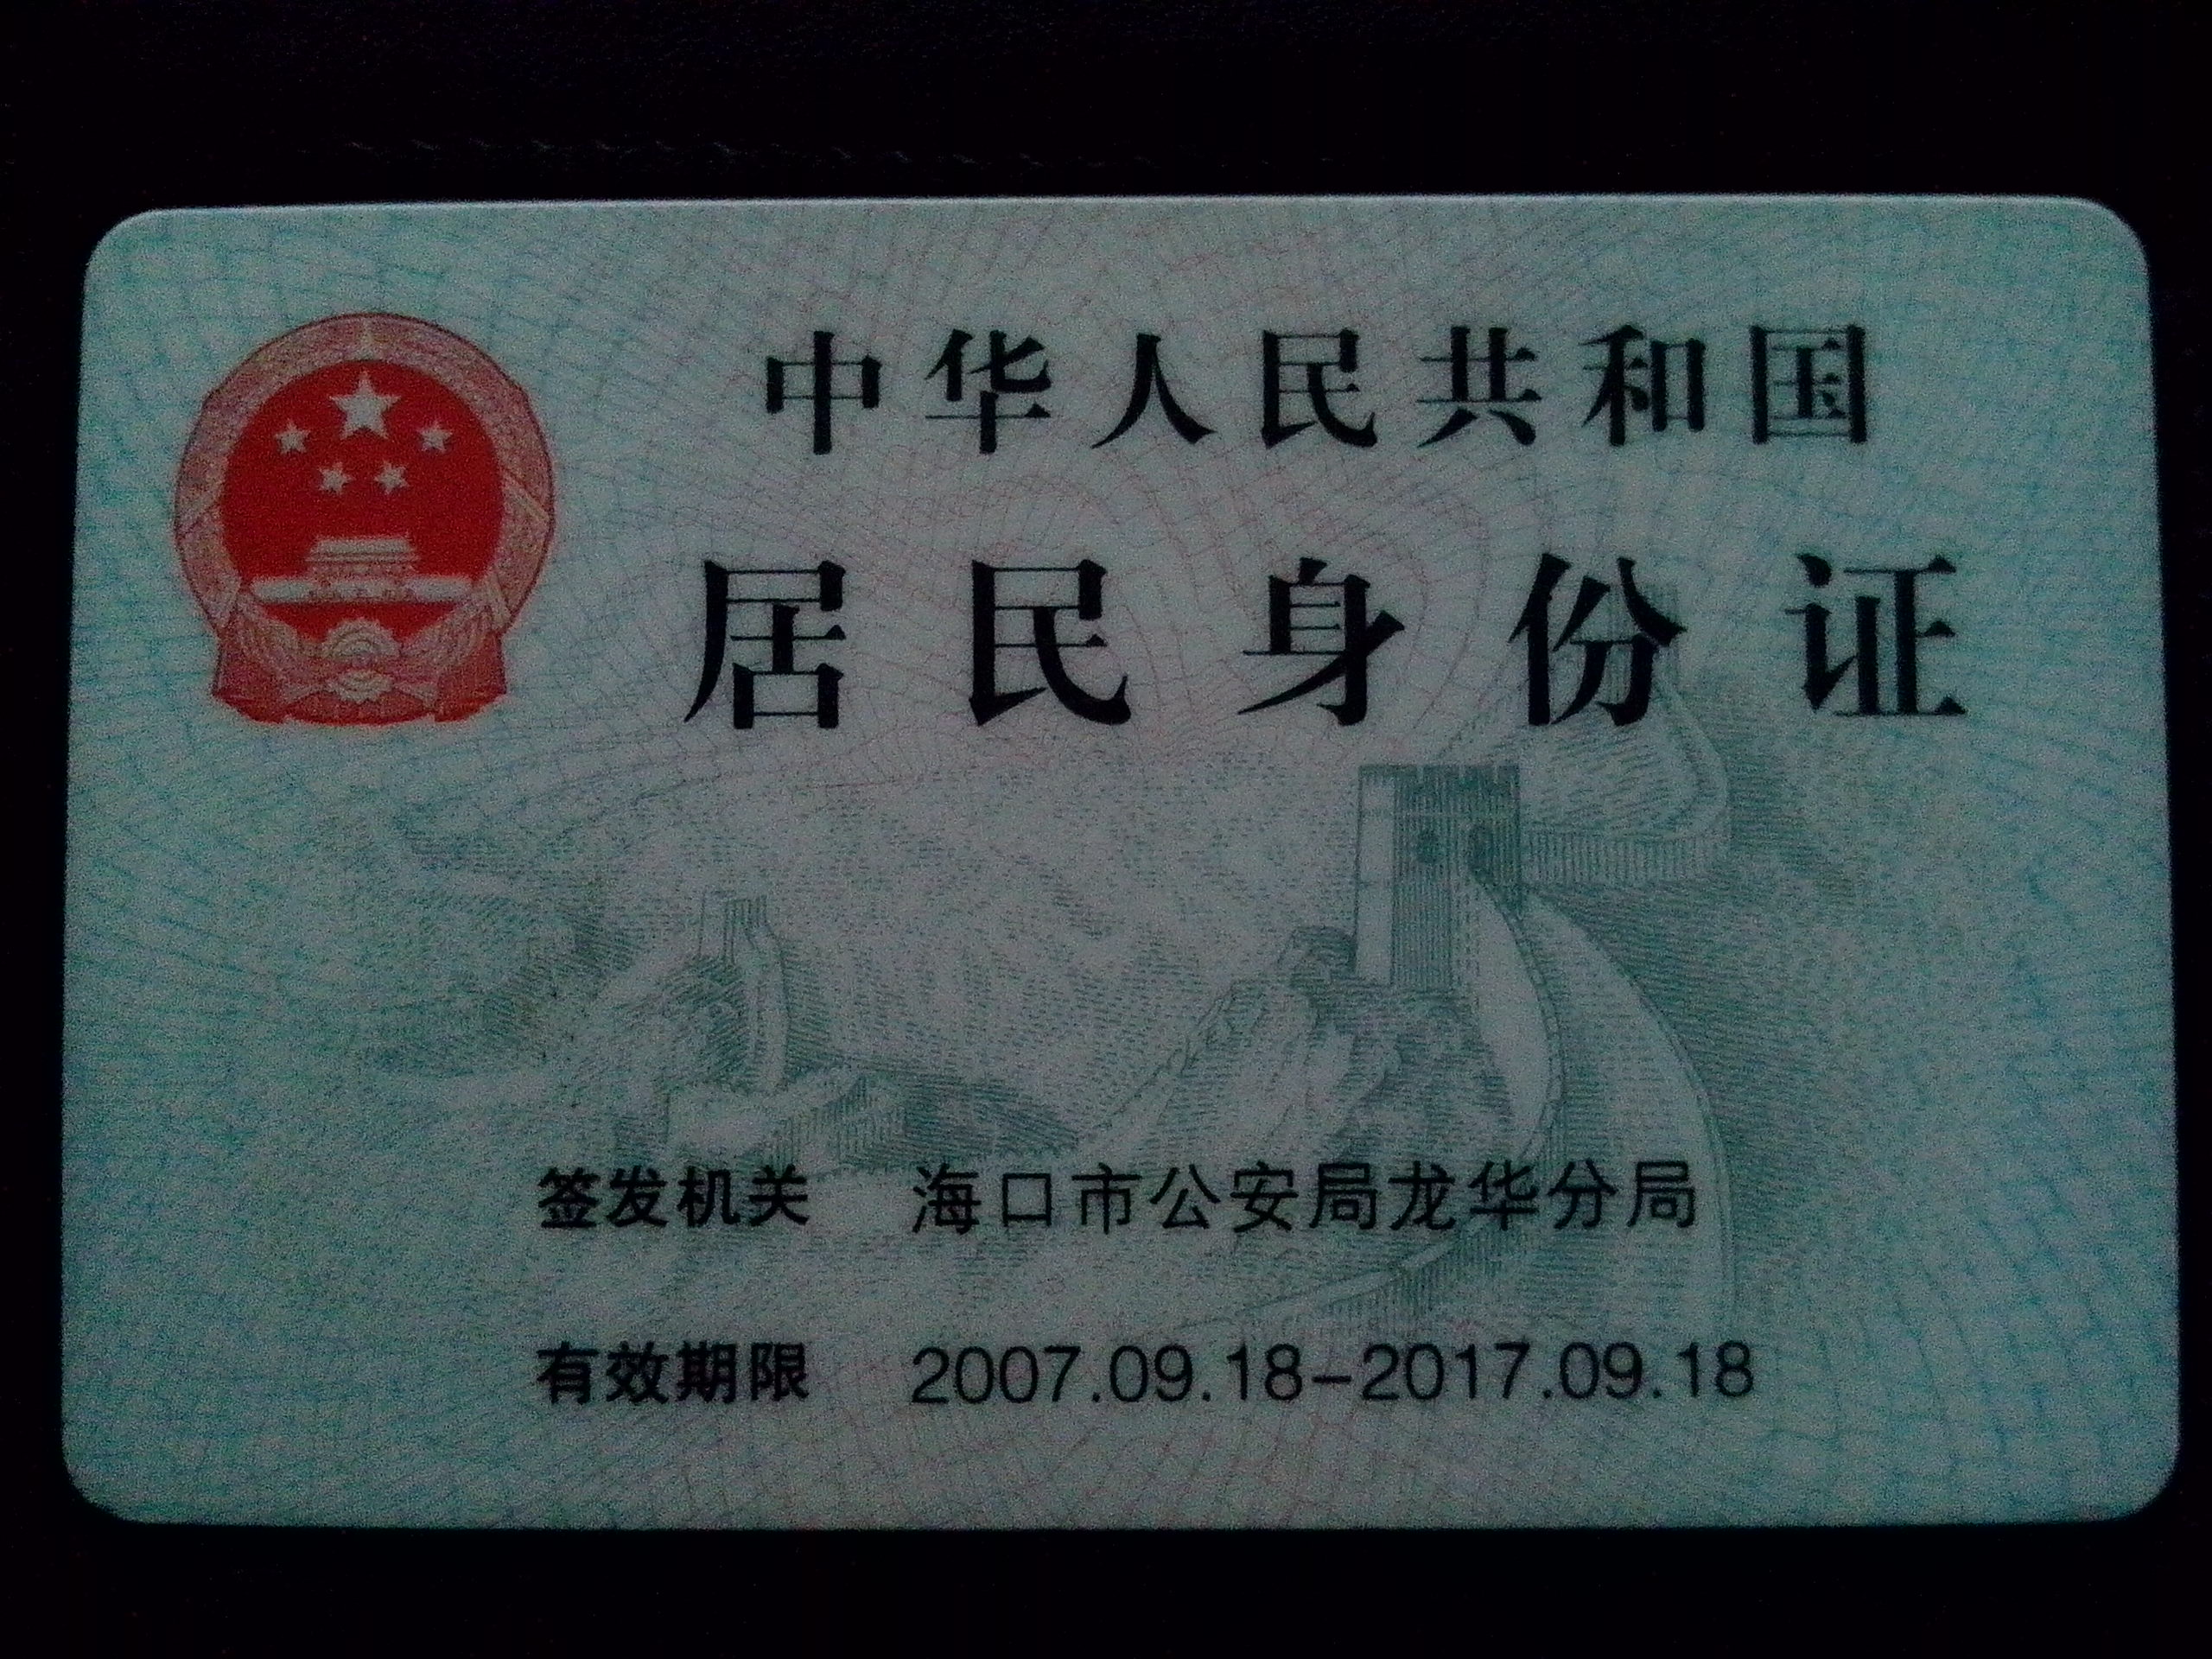 中华人民共和国
居民身份证
签发机关 海口市公安局龙华分局
有效期限 2007.09.18-2017.09.18